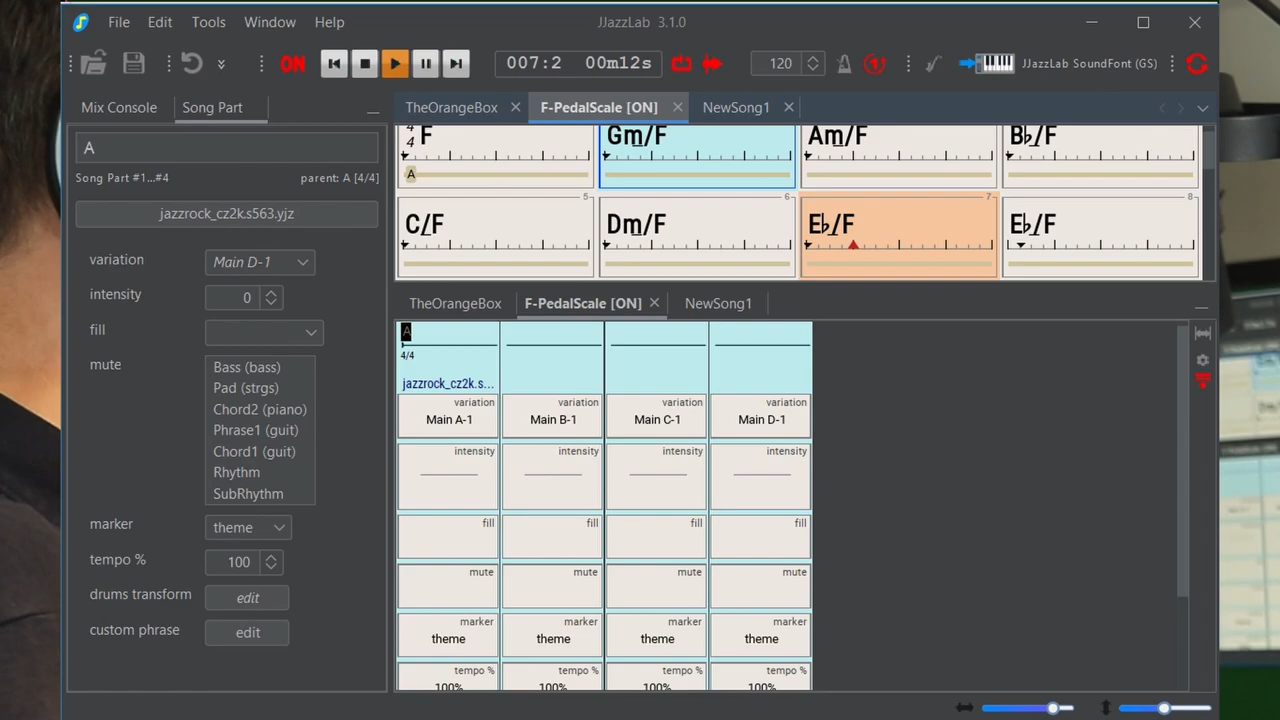 File Edit Tools Window Help JJazzLab 3.1.0
ON 007:2 00m12s 120 JJazzLab SoundFont (GS)
Mix Console Song Part
A
Song Part #1...#4 parent: A [4/4]
jazzrock_cz2k.s563.yjz
variation Main D-1
intensity 0
fill
mute Bass (bass)
Pad (strgs)
Chord2 (piano)
Phrase1 (guit)
Chord1 (guit)
Rhythm
SubRhythm
marker theme
tempo % 100
drums transform edit
custom phrase edit
TheOrangeBox F-PedalScale [ON] NewSong1
4 F Gm/F Am/F Bb/F
4
A
5 6 7 8
C/F Dm/F Eb/F Eb/F
TheOrangeBox F-PedalScale [ON] NewSong1
A
4/4
jazzrock_cz2k.s...
variation variation variation variation
Main A-1 Main B-1 Main C-1 Main D-1
intensity intensity intensity intensity
fill fill fill fill
mute mute mute mute
marker marker marker marker
theme theme theme theme
tempo % tempo % tempo % tempo %
100% 100% 100% 100%